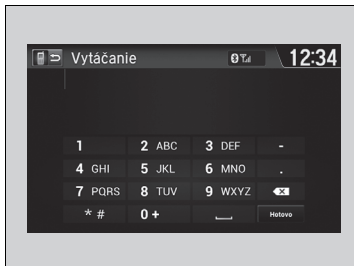 Vytáčanie 12:34
1 2 ABC 3 DEF -
4 GHI 5 JKL 6 MNO .
7 PQRS 8 TUV 9 WXYZ
* # 0 + Hotovo